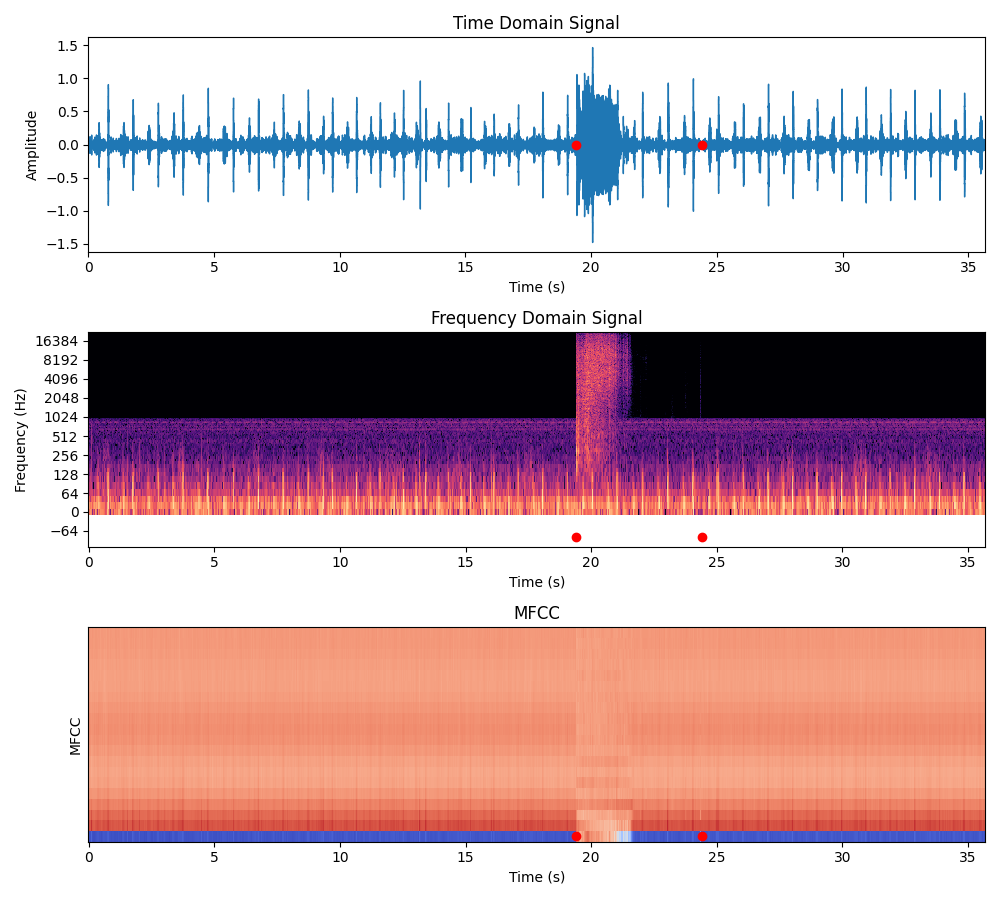 Time Domain Signal
1.5
1.0
0.5
0.0
−0.5
−1.0
−1.5
Amplitude
0 5 10 15 20 25 30 35
Time (s)
Frequency Domain Signal
16384
8192
4096
2048
1024
512
256
128
64
0
−64
Frequency (Hz)
0 5 10 15 20 25 30 35
Time (s)
MFCC
MFCC
0 5 10 15 20 25 30 35
Time (s)